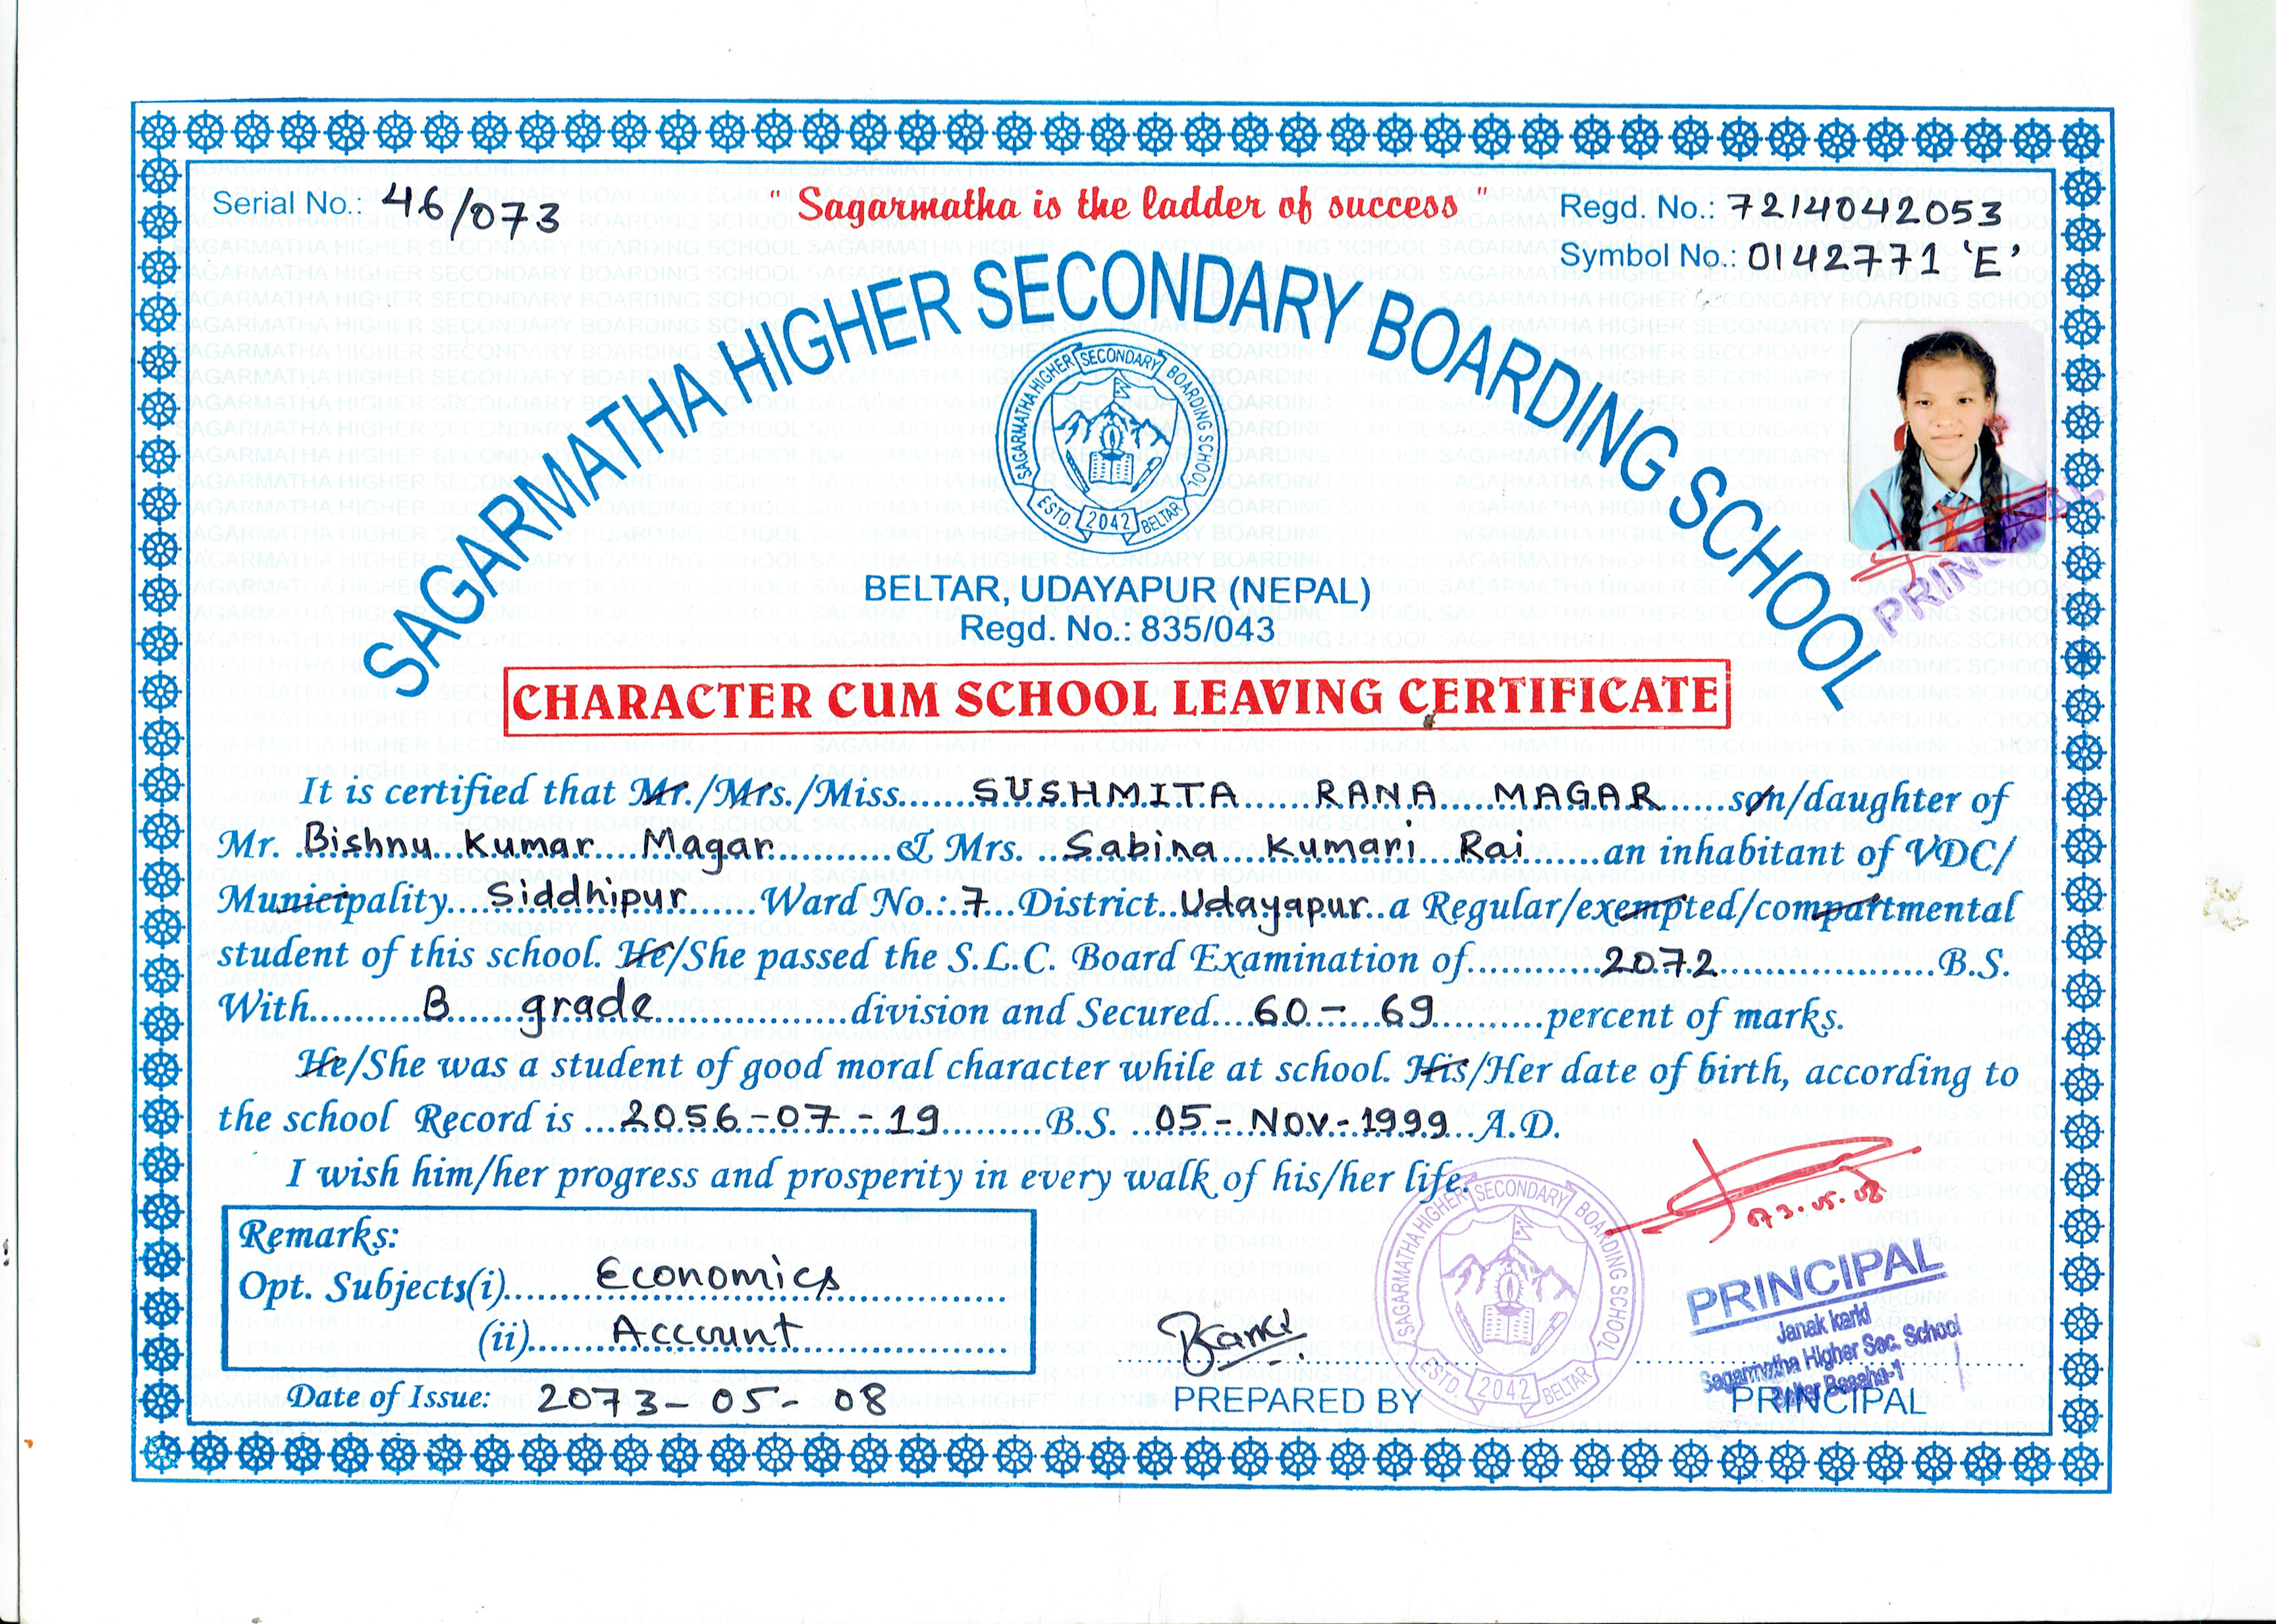 Serial No.: 46/073
" Sagarmatha is the ladder of success "
Regd. No.: 7214042053
Symbol No.: 0142771 'E'
SAGARMATHA HIGHER SECONDARY BOARDING SCHOOL
SAGARMATHA HIGHER SECONDARY BOARDING SCHOOL
ESTD. 2042 BELTAR
PRINCIPAL
BELTAR, UDAYAPUR (NEPAL)
Regd. No.: 835/043
CHARACTER CUM SCHOOL LEAVING CERTIFICATE
It is certified that Mr./Mrs./Miss......SUSHMITA RANA MAGAR......son/daughter of
Mr. Bishnu Kumar Magar & Mrs. Sabina Kumari Rai an inhabitant of VDC/
Municipality Siddhipur Ward No.: 7 District Udayapur a Regular/exempted/compartmental
student of this school. He/She passed the S.L.C. Board Examination of 2072 B.S.
With B grade division and Secured 60 - 69 percent of marks.
He/She was a student of good moral character while at school. His/Her date of birth, according to
the school Record is 2056-07-19 B.S. 05-Nov-1999 A.D.
I wish him/her progress and prosperity in every walk of his/her life.
Remarks:
Opt. Subjects(i) Economics
(ii) Account
Date of Issue: 2073-05-08
PREPARED BY
SAGARMATHA HIGHER SECONDARY BOARDING SCHOOL
ESTD. 2042 BELTAR
PRINCIPAL
Janak karki
Sagarmatha Higher Sec. School
Beltar Basaha-1
PRINCIPAL